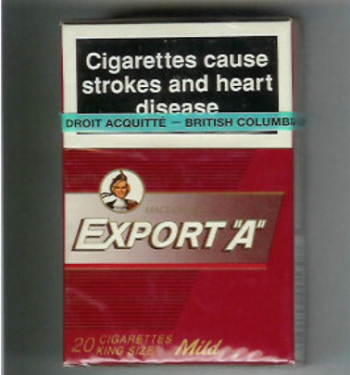 Cigarettes cause
strokes and heart
disease
DROIT ACQUITTÉ — BRITISH COLUMBI
EXPORT "A"
20 CIGARETTES
KING SIZE
Mild